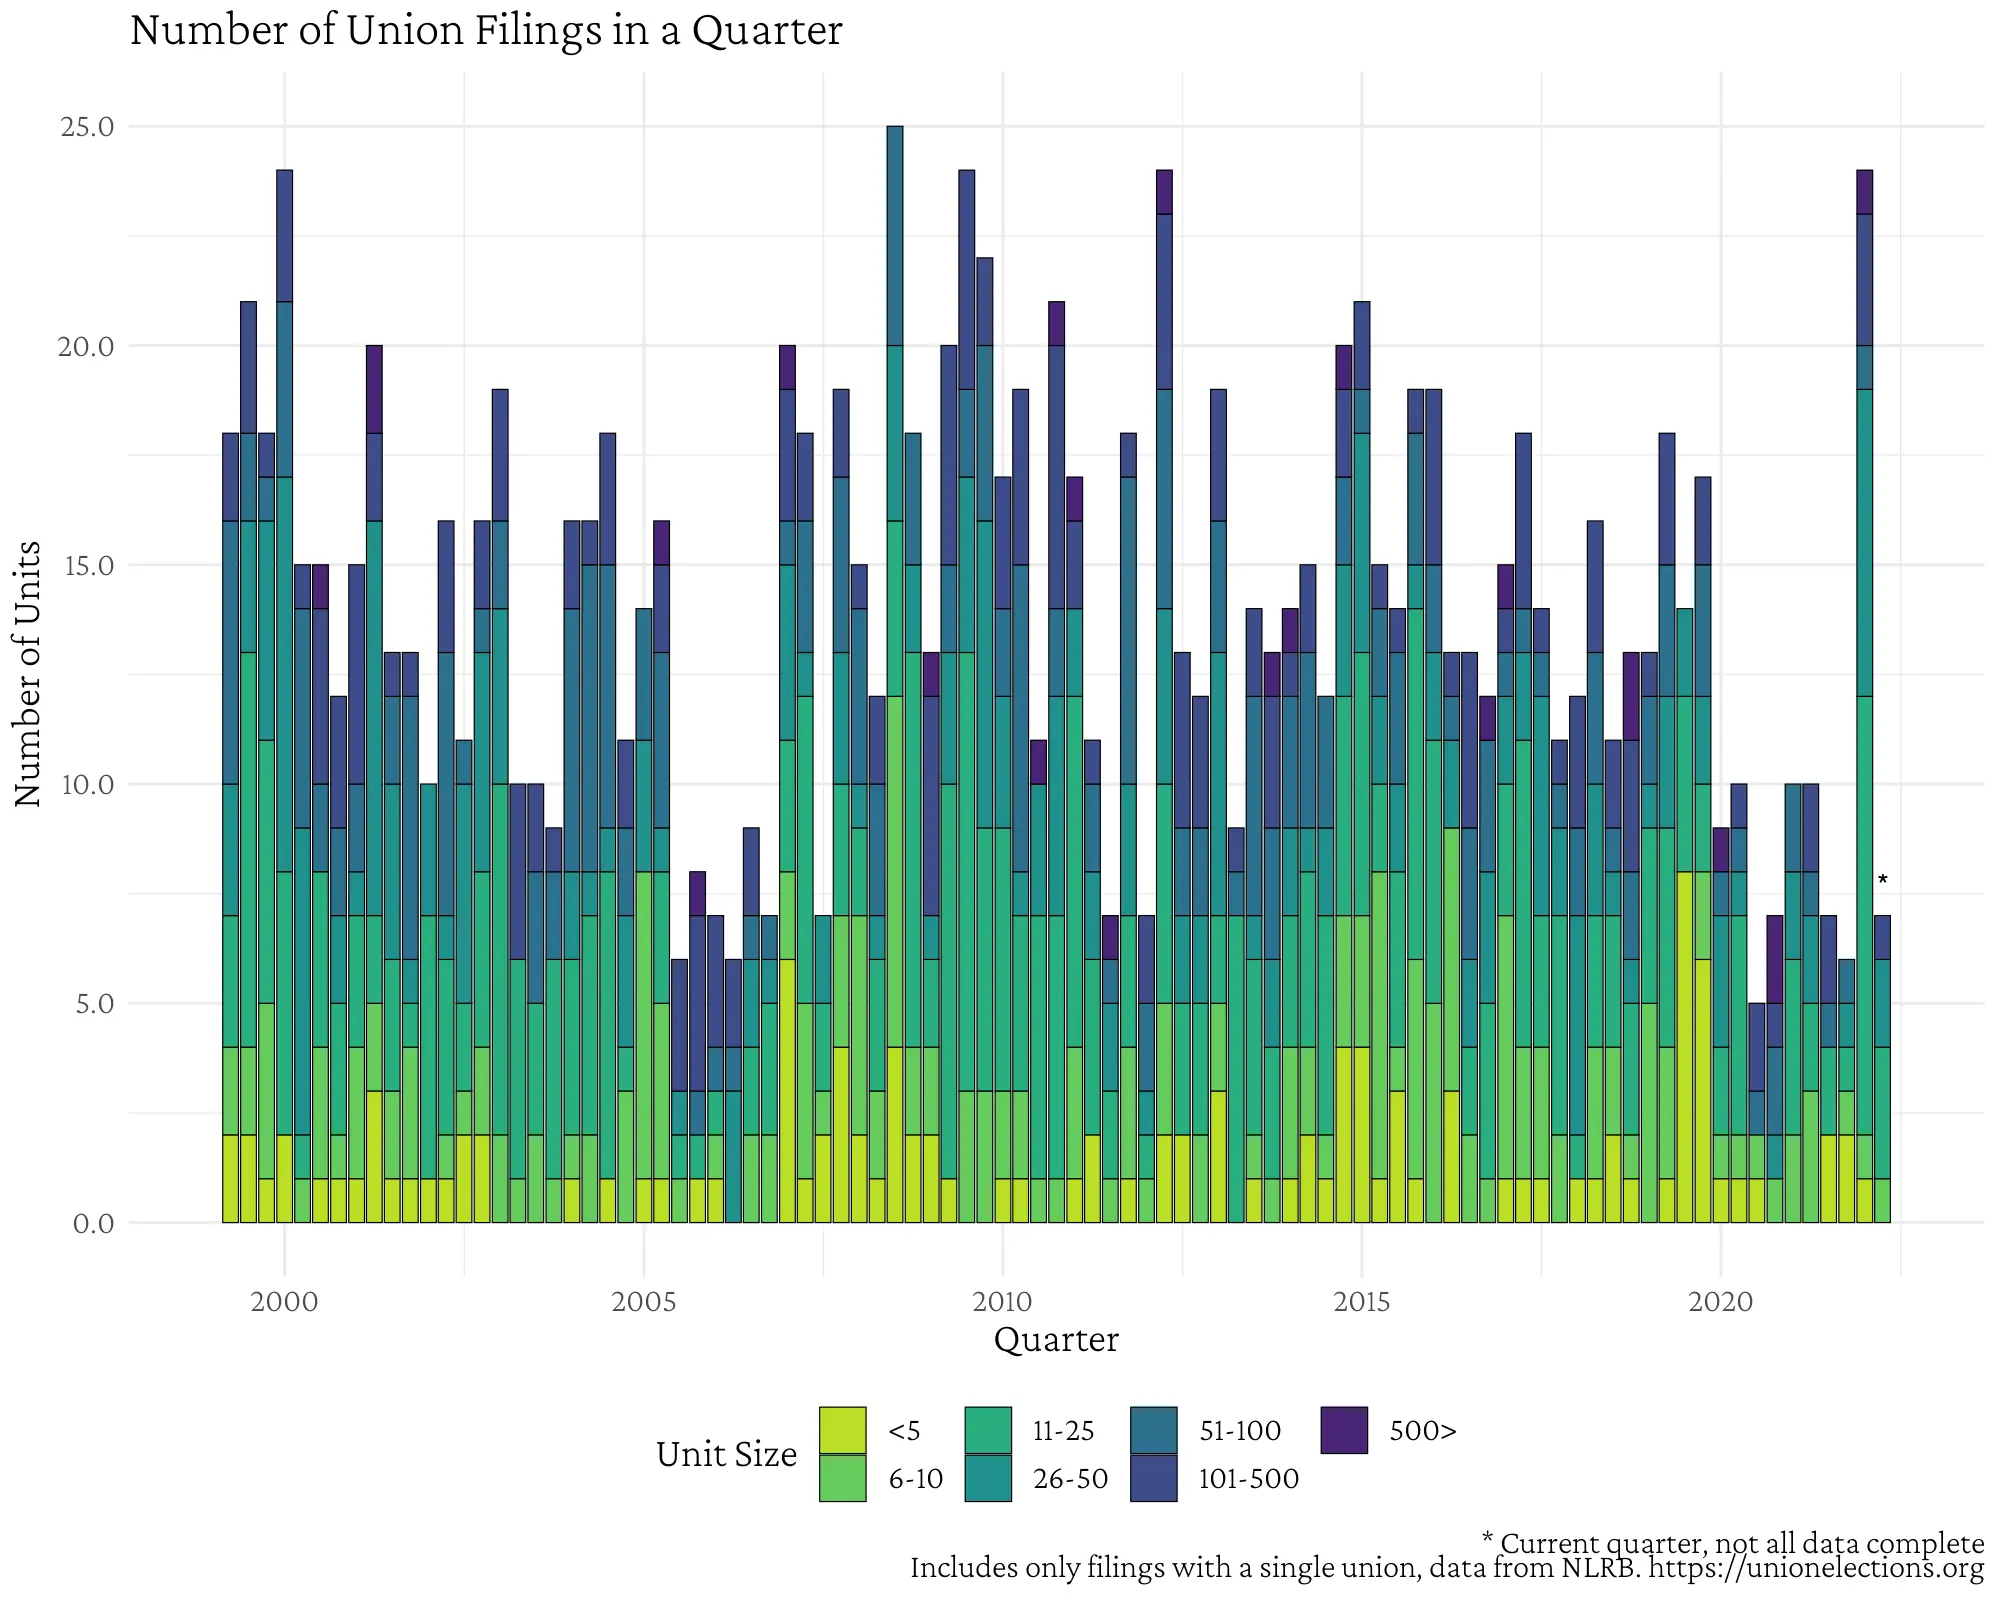 Number of Union Filings in a Quarter
Number of Units
25.0
20.0
15.0
10.0
5.0
0.0
*
2000 2005 2010 2015 2020
Quarter
Unit Size
<5 11-25 51-100 500>
6-10 26-50 101-500
* Current quarter, not all data complete
Includes only filings with a single union, data from NLRB. https://unionelections.org